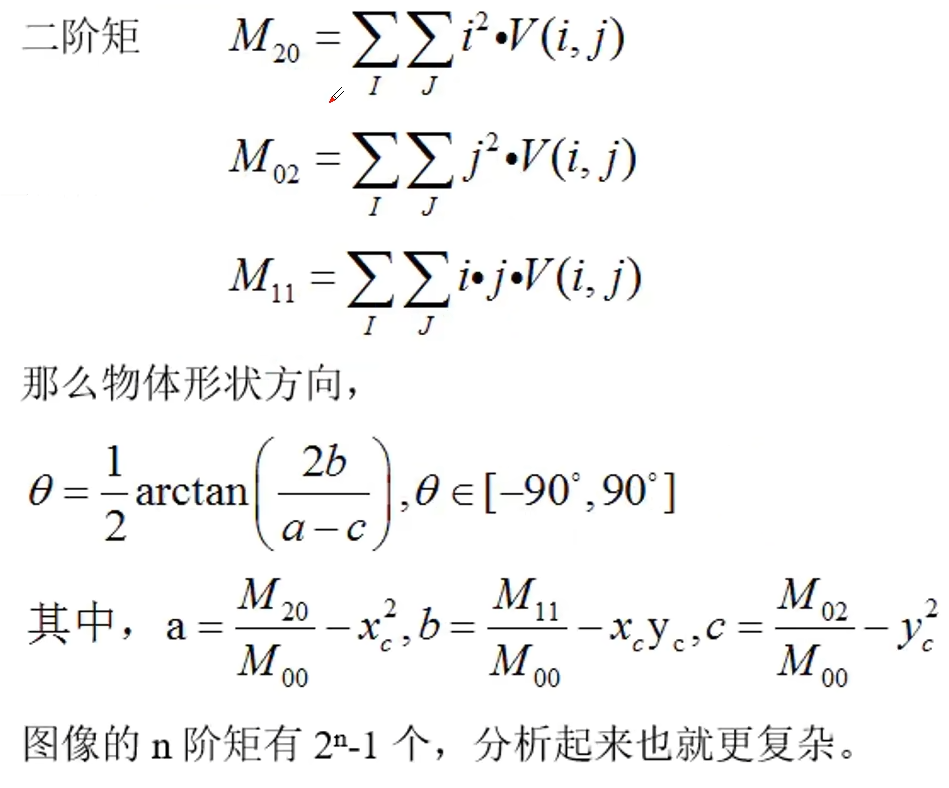 二阶矩 M₂₀ = ∑_I ∑_J i²•V(i, j)
M₀₂ = ∑_I ∑_J j²•V(i, j)
M₁₁ = ∑_I ∑_J i•j•V(i, j)
那么物体形状方向,
θ = 1/2 arctan(2b/(a − c)), θ ∈ [−90°, 90°]
其中，a = M₂₀/M₀₀ − x_c², b = M₁₁/M₀₀ − x_c y_c, c = M₀₂/M₀₀ − y_c²
图像的 n 阶矩有 2ⁿ-1 个，分析起来也就更复杂。